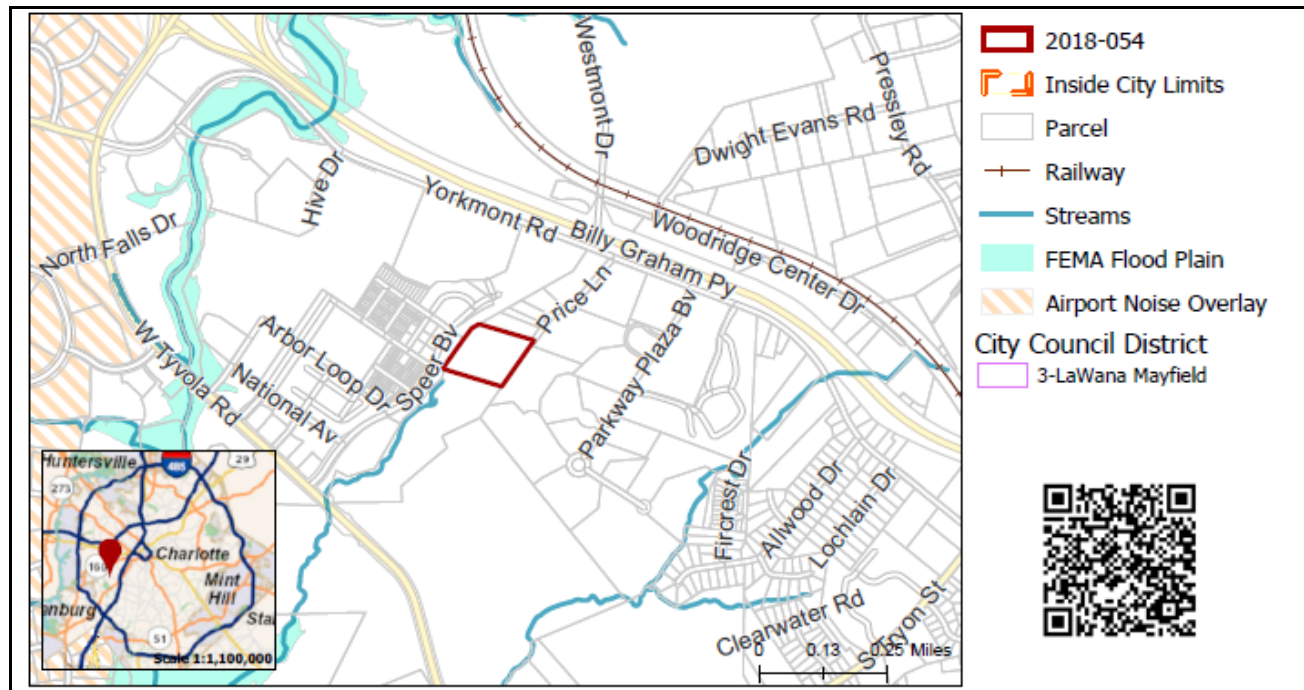 Westmont Dr
Pressley Rd
Dwight Evans Rd
Hive Dr
Yorkmont Rd
Billy Graham Py
Woodridge Center Dr
North Falls Dr
Price Ln
Speer Bv
Parkway Plaza Bv
W Tyvola Rd
Arbor Loop Dr
National Av
Fircrest Dr
Allwood Dr
Lochlain Dr
Clearwater Rd
S Tryon St
0 0.13 0.25 Miles
Huntersville
485
29
273
Charlotte
160
Mint
Hill
enburg
Stal
51
Scale 1:1,100,000
2018-054
Inside City Limits
Parcel
Railway
Streams
FEMA Flood Plain
Airport Noise Overlay
City Council District
3-LaWana Mayfield